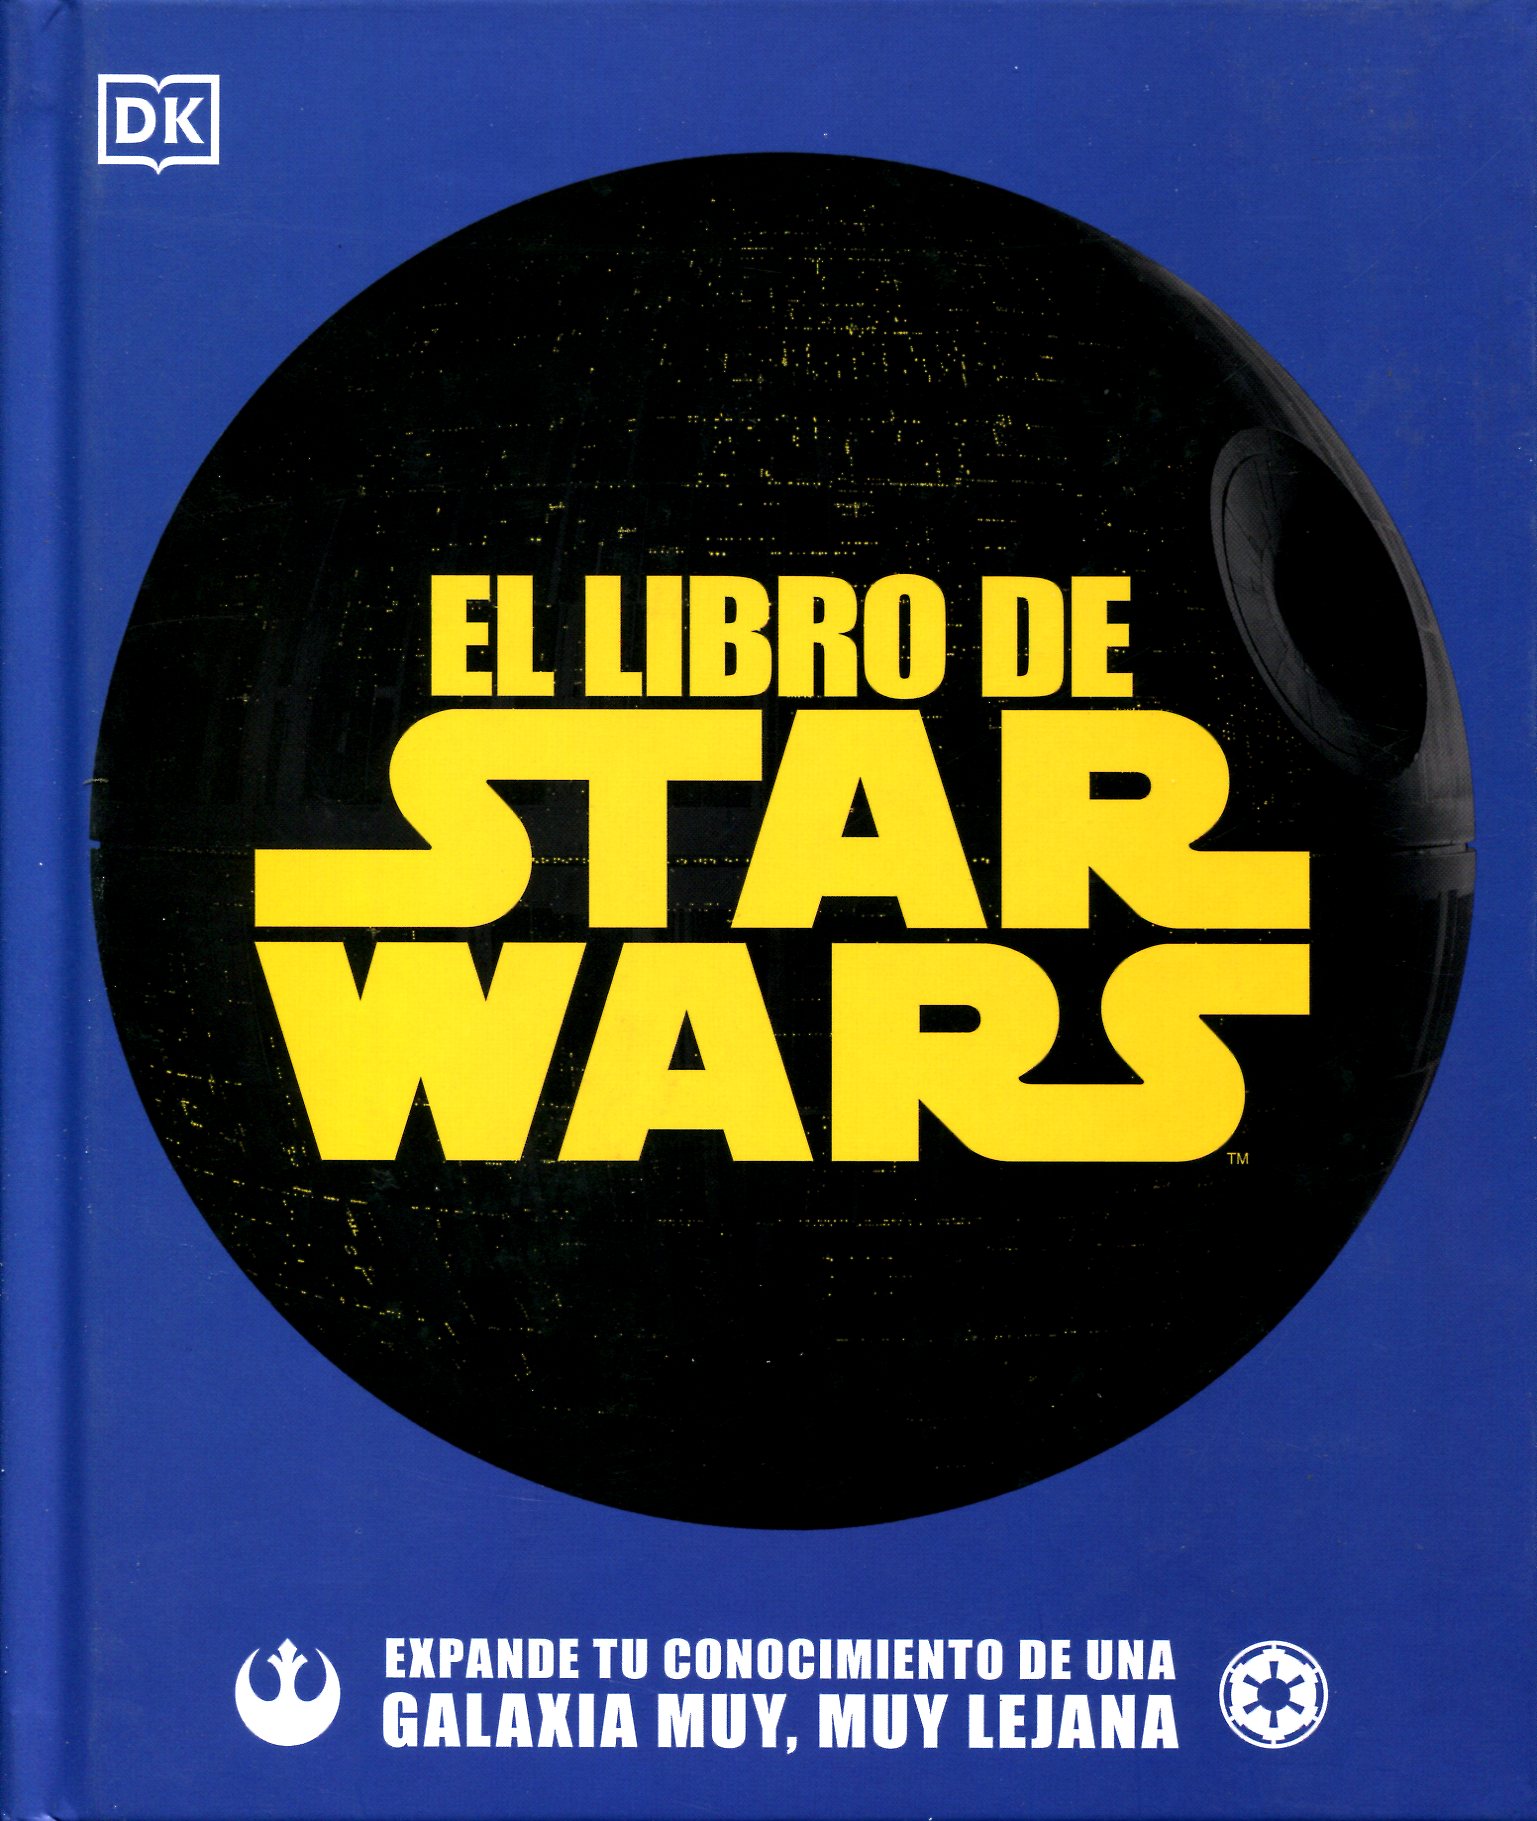 DK
EL LIBRO DE
STAR
WARS
TM
EXPANDE TU CONOCIMIENTO DE UNA
GALAXIA MUY, MUY LEJANA